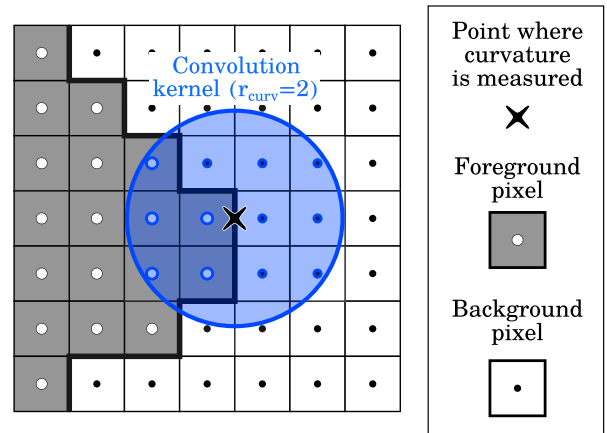 Convolution
kernel (r_curv=2)
Point where
curvature
is measured
Foreground
pixel
Background
pixel